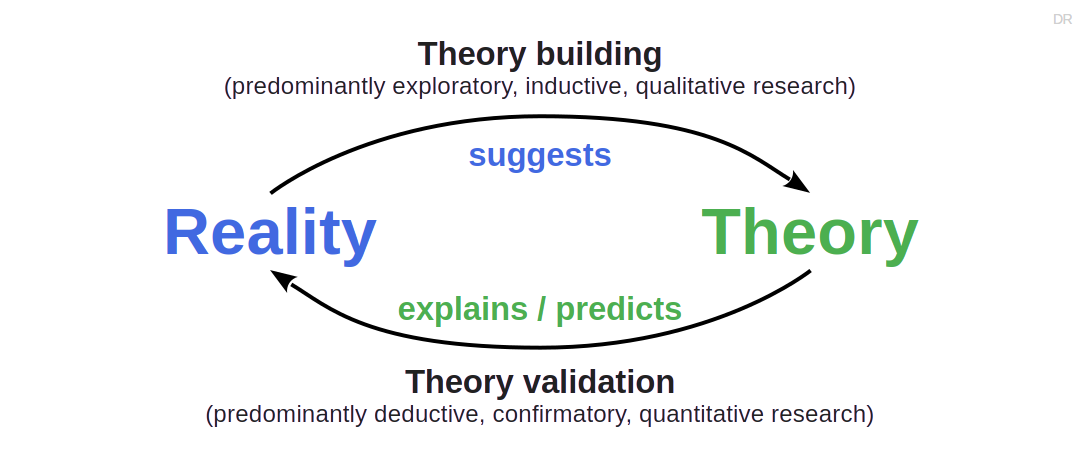 DR
Theory building
(predominantly exploratory, inductive, qualitative research)
suggests
Reality
Theory
explains / predicts
Theory validation
(predominantly deductive, confirmatory, quantitative research)